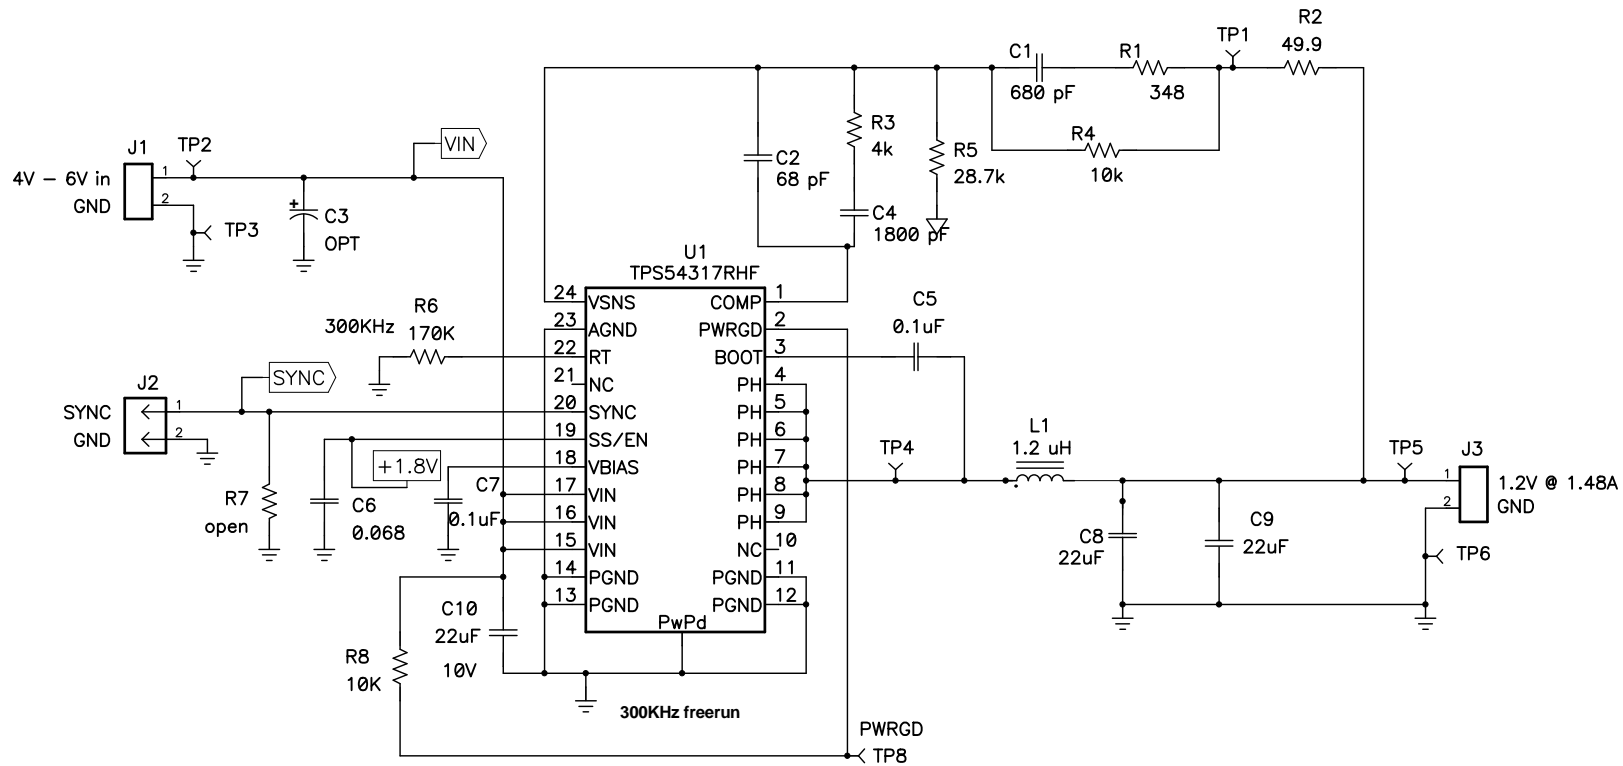 R2
49.9
TP1
C1
680 pF
R1
348
R4
10k
R3
4k
C2
68 pF
R5
28.7k
C4
1800 pF
VIN
J1
TP2
4V – 6V in
GND
1
2
TP3
C3
OPT
+
U1
TPS54317RHF
24 VSNS COMP 1
23 AGND PWRGD 2
22 RT BOOT 3
21 NC PH 4
20 SYNC PH 5
19 SS/EN PH 6
18 VBIAS PH 7
17 VIN PH 8
16 VIN PH 9
15 VIN NC 10
14 PGND PGND 11
13 PGND PGND 12
PwPd
R6
300KHz
170K
C5
0.1uF
SYNC
J2
SYNC
GND
1
2
+1.8V
R7
open
C6
0.068
C7
0.1uF
TP4
L1
1.2 uH
TP5
J3
1
2
1.2V @ 1.48A
GND
TP6
C8
22uF
C9
22uF
C10
22uF
10V
R8
10K
300KHz freerun
PWRGD
TP8